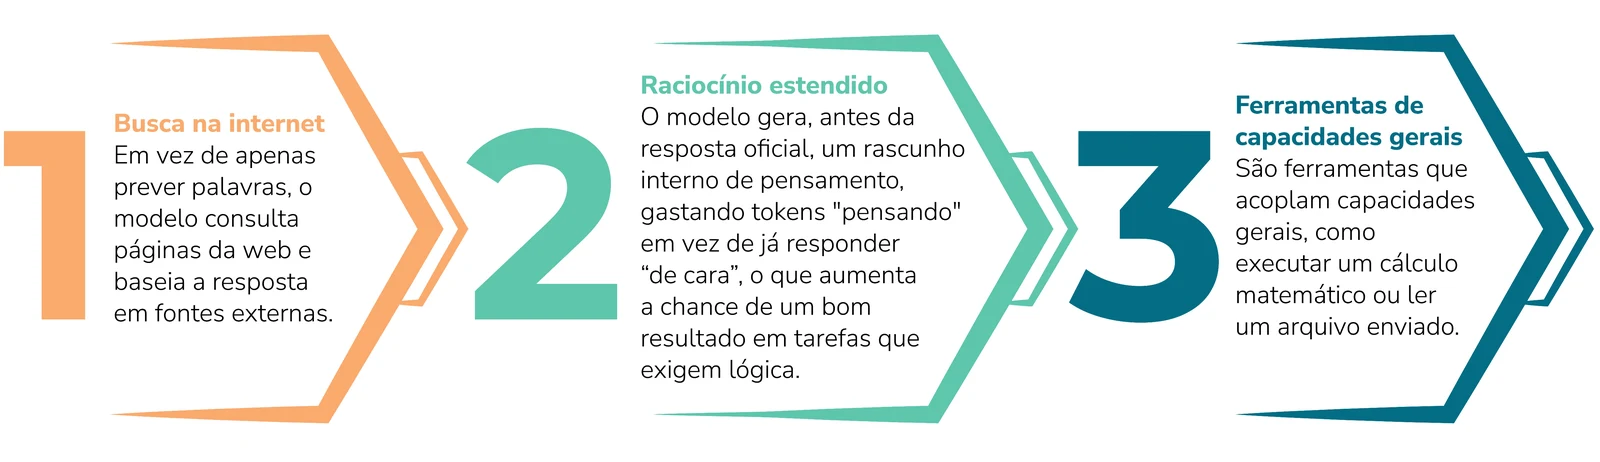 1
Busca na internet
Em vez de apenas
prever palavras, o
modelo consulta
páginas da web e
baseia a resposta
em fontes externas.
2
Raciocínio estendido
O modelo gera, antes da
resposta oficial, um rascunho
interno de pensamento,
gastando tokens "pensando"
em vez de já responder
“de cara”, o que aumenta
a chance de um bom
resultado em tarefas que
exigem lógica.
3
Ferramentas de
capacidades gerais
São ferramentas que
acoplam capacidades
gerais, como
executar um cálculo
matemático ou ler
um arquivo enviado.